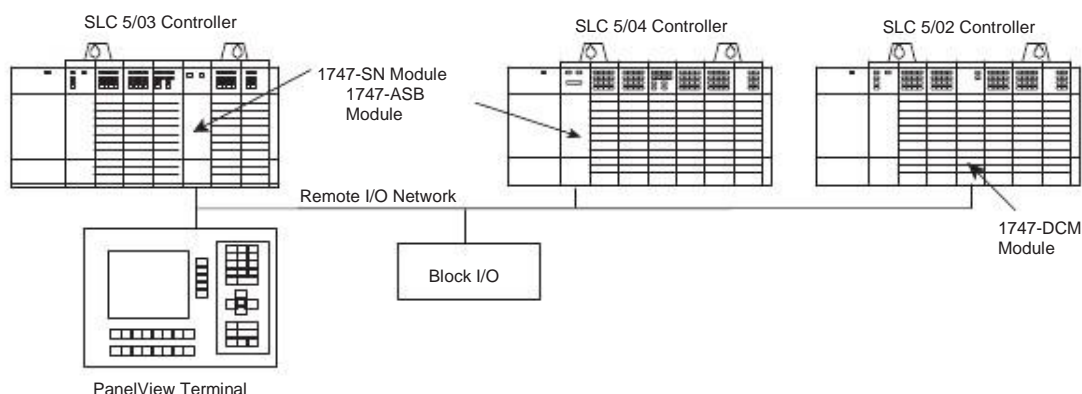 SLC 5/03 Controller
SLC 5/04 Controller
SLC 5/02 Controller
1747-SN Module
1747-ASB
Module
Remote I/O Network
1747-DCM
Module
Block I/O
PanelView Terminal